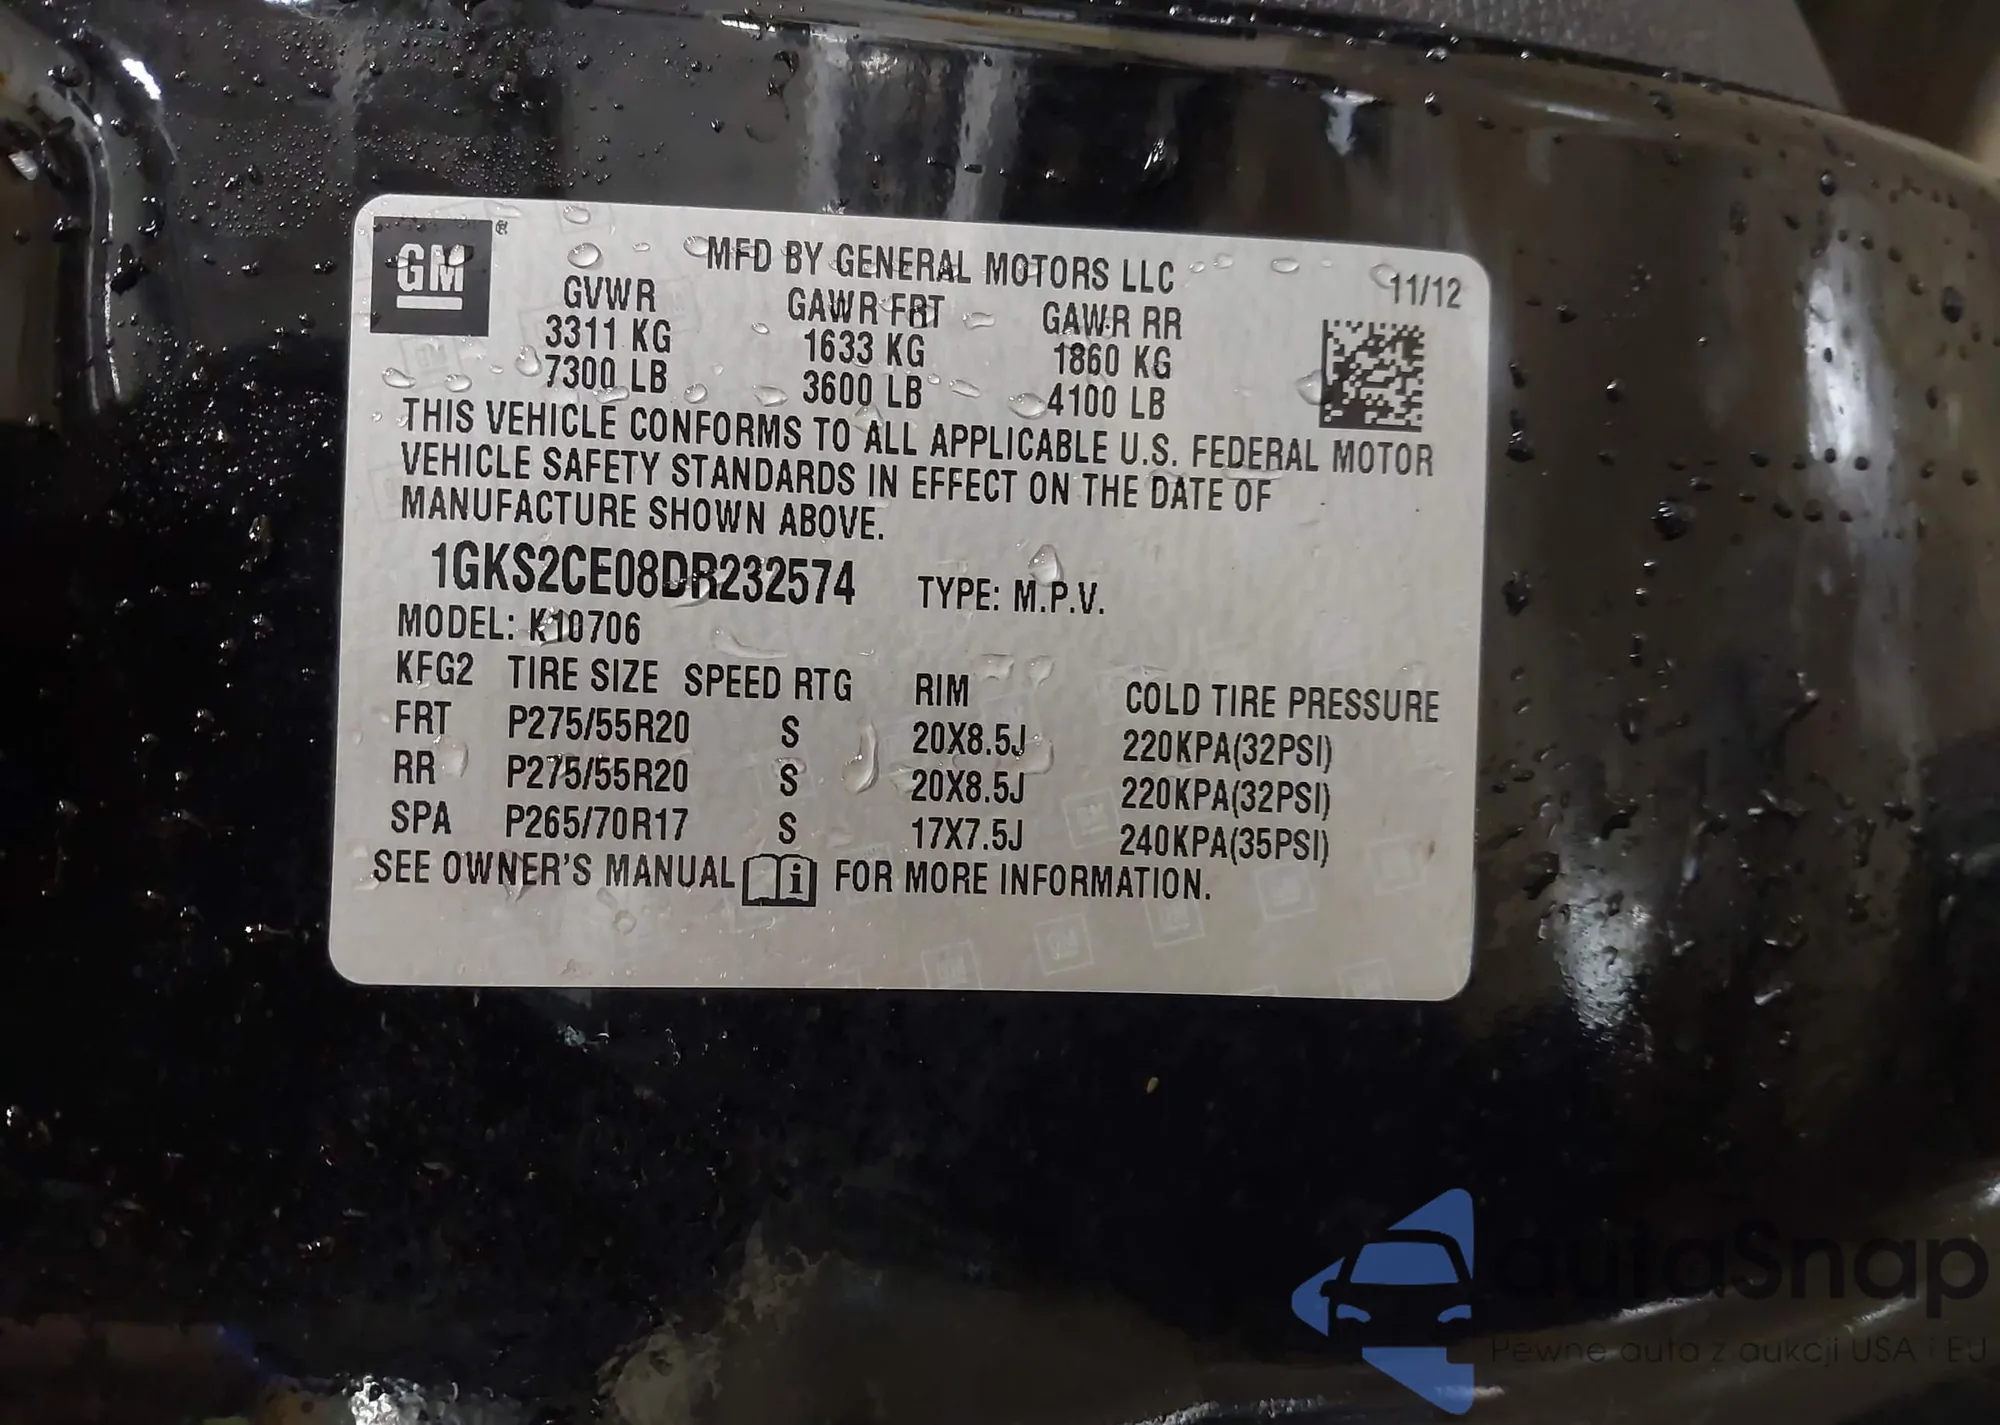 GM ®
MFD BY GENERAL MOTORS LLC
11/12
GVWR GAWR FRT GAWR RR
3311 KG 1633 KG 1860 KG
7300 LB 3600 LB 4100 LB
THIS VEHICLE CONFORMS TO ALL APPLICABLE U.S. FEDERAL MOTOR
VEHICLE SAFETY STANDARDS IN EFFECT ON THE DATE OF
MANUFACTURE SHOWN ABOVE.
1GKS2CE08DR232574 TYPE: M.P.V.
MODEL: K10706
KFG2 TIRE SIZE SPEED RTG RIM COLD TIRE PRESSURE
FRT P275/55R20 S 20X8.5J 220KPA(32PSI)
RR P275/55R20 S 20X8.5J 220KPA(32PSI)
SPA P265/70R17 S 17X7.5J 240KPA(35PSI)
SEE OWNER'S MANUAL i FOR MORE INFORMATION.
autaSnap
Pewne auta z aukcji USA i EU